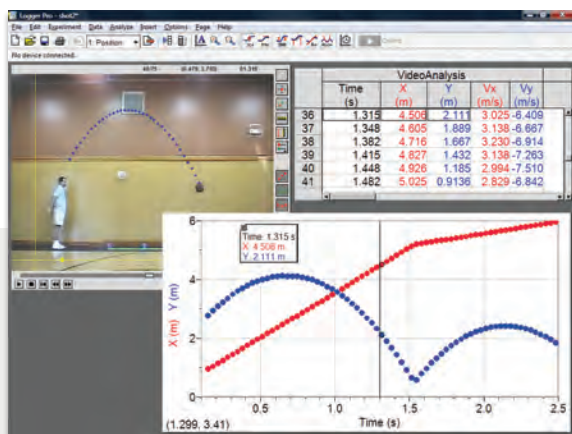 Logger Pro - dvd2*
File Edit Experiment Data Analyze Insert Options Page Help
1: Position
No device connected.
VideoAnalysis
Time X Y Vx Vy
(s) (m) (m) (m/s) (m/s)
36 1.315 4.506 2.111 3.025 -6.409
37 1.348 4.605 1.889 3.138 -6.667
38 1.382 4.716 1.667 3.230 -6.914
39 1.415 4.827 1.432 3.138 -7.263
40 1.448 4.926 1.185 2.994 -7.510
41 1.482 5.025 0.9136 2.829 -6.842
Time: 1.315 s
X: 4.506 m
Y: 2.111 m
6
4
2
0
X (m) Y (m)
0.5 1.0 1.5 2.0 2.5
(1.299, 3.41) Time (s)